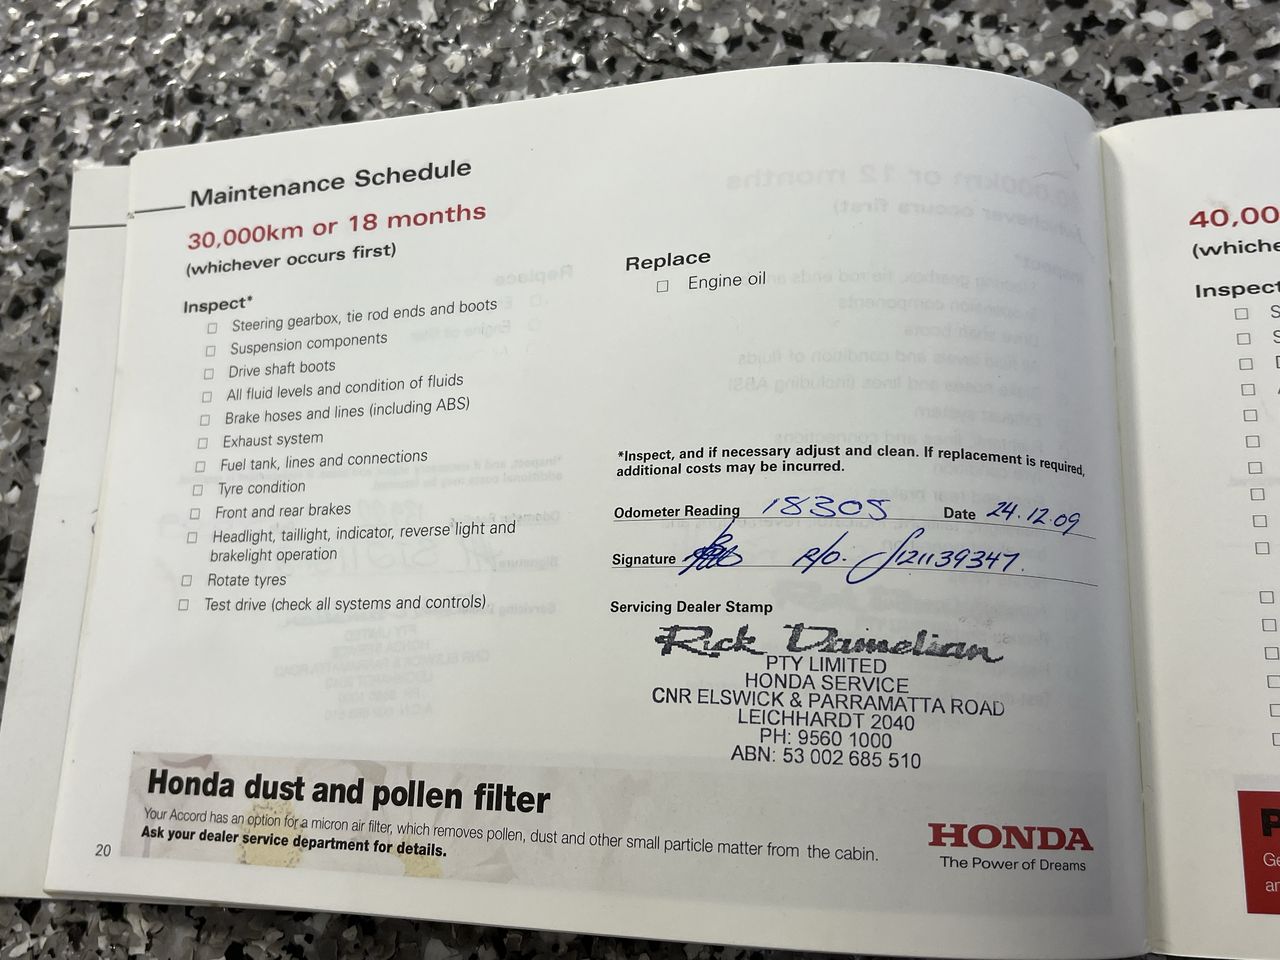 Maintenance Schedule
30,000km or 18 months
(whichever occurs first)
Inspect*
☐ Steering gearbox, tie rod ends and boots
☐ Suspension components
☐ Drive shaft boots
☐ All fluid levels and condition of fluids
☐ Brake hoses and lines (including ABS)
☐ Exhaust system
☐ Fuel tank, lines and connections
☐ Tyre condition
☐ Front and rear brakes
☐ Headlight, taillight, indicator, reverse light and
brakelight operation
☐ Rotate tyres
☐ Test drive (check all systems and controls)
Replace
☐ Engine oil
*Inspect, and if necessary adjust and clean. If replacement is required,
additional costs may be incurred.
Odometer Reading 18305 Date 24.12.09
Signature R/O. J121139347.
Servicing Dealer Stamp
Rick Damelian
PTY LIMITED
HONDA SERVICE
CNR ELSWICK & PARRAMATTA ROAD
LEICHHARDT 2040
PH: 9560 1000
ABN: 53 002 685 510
Honda dust and pollen filter
Your Accord has an option for a micron air filter, which removes pollen, dust and other small particle matter from the cabin.
Ask your dealer service department for details.
HONDA
The Power of Dreams
20
40,00
(whiche
Inspect